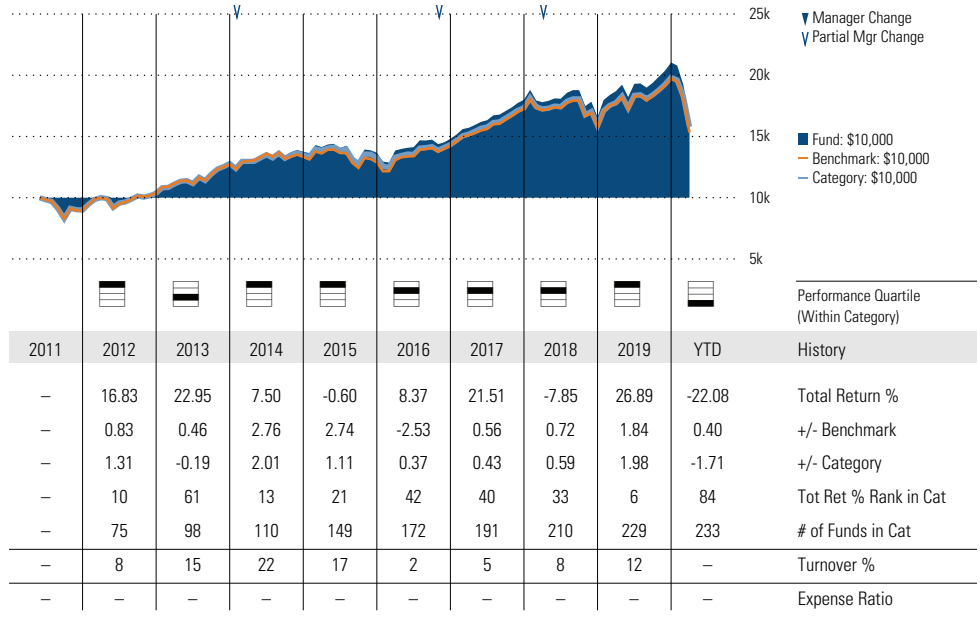 25k
▼ Manager Change
V Partial Mgr Change
20k
15k
Fund: $10,000
Benchmark: $10,000
Category: $10,000
10k
5k
Performance Quartile
(Within Category)
2011 2012 2013 2014 2015 2016 2017 2018 2019 YTD History
– 16.83 22.95 7.50 -0.60 8.37 21.51 -7.85 26.89 -22.08 Total Return %
– 0.83 0.46 2.76 2.74 -2.53 0.56 0.72 1.84 0.40 +/- Benchmark
– 1.31 -0.19 2.01 1.11 0.37 0.43 0.59 1.98 -1.71 +/- Category
– 10 61 13 21 42 40 33 6 84 Tot Ret % Rank in Cat
– 75 98 110 149 172 191 210 229 233 # of Funds in Cat
– 8 15 22 17 2 5 8 12 – Turnover %
– – – – – – – – – – Expense Ratio